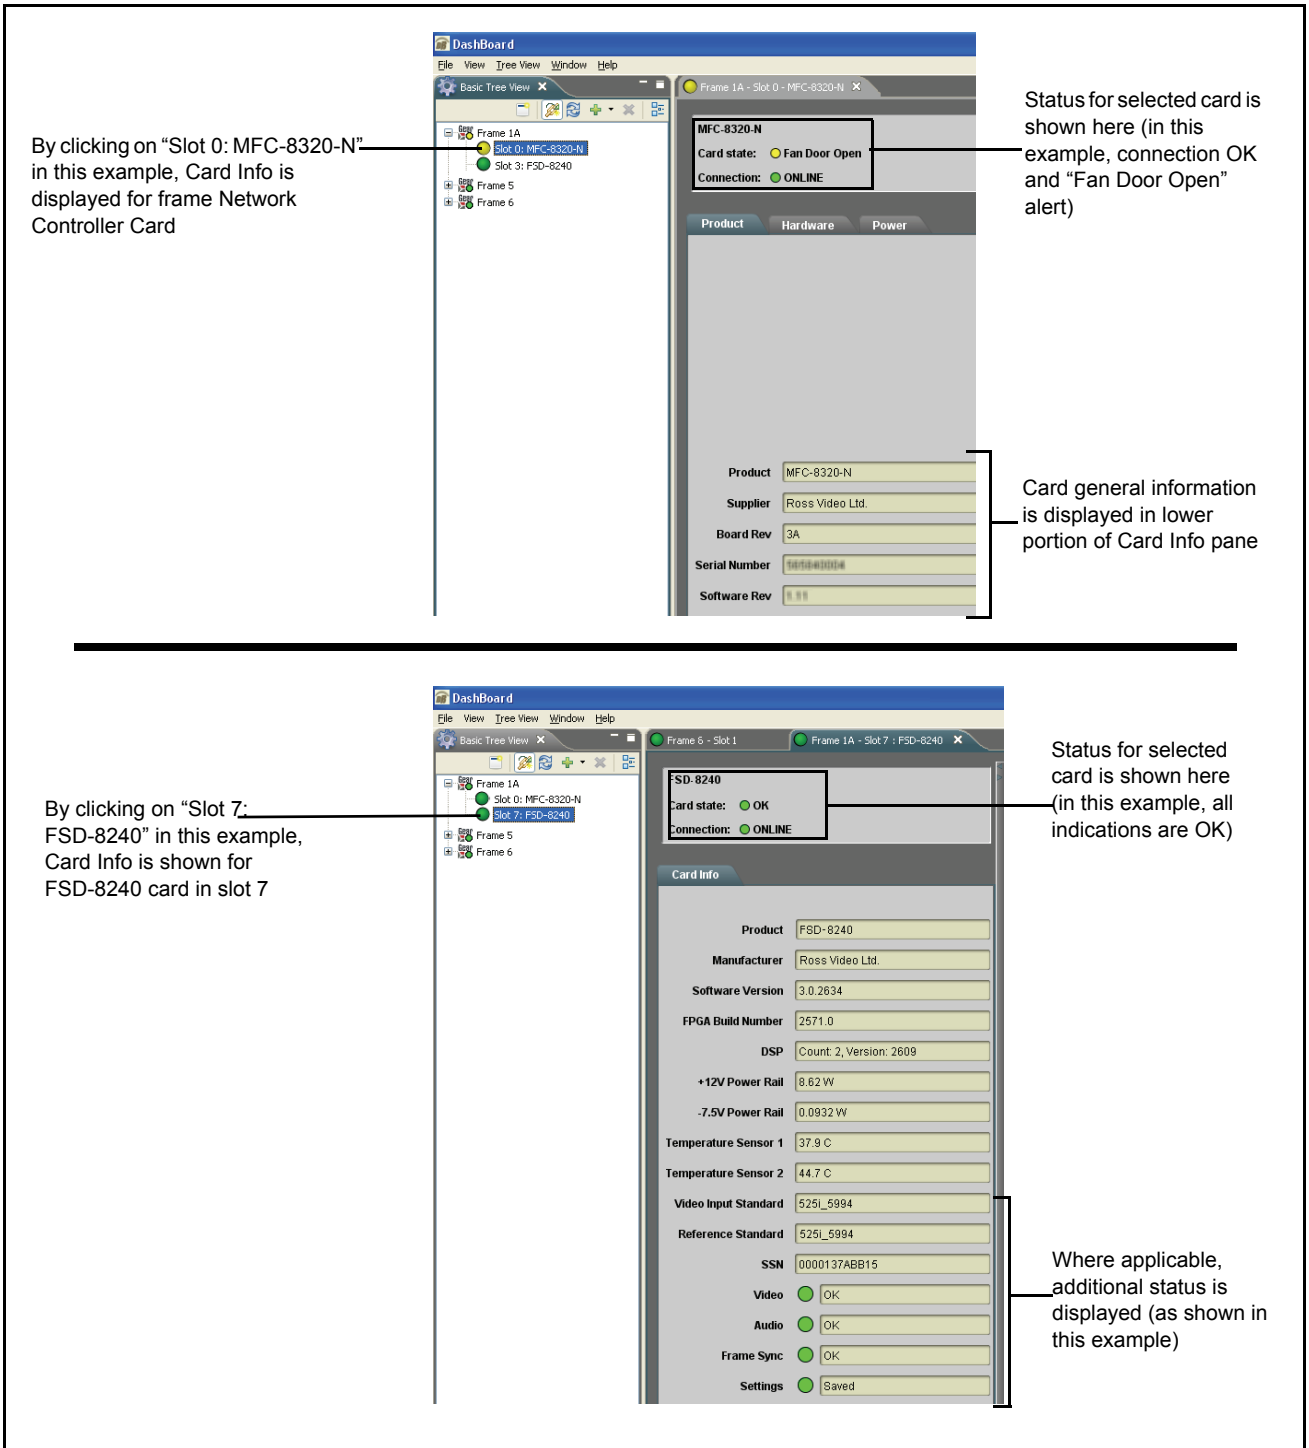 DashBoard
File View Tree View Window Help
Basic Tree View
Frame 1A - Slot 0 - MFC-8320-N
Frame 1A
Slot 0: MFC-8320-N
Slot 3: FSD-8240
Frame 5
Frame 6
MFC-8320-N
Card state: Fan Door Open
Connection: ONLINE
Product Hardware Power
Product MFC-8320-N
Supplier Ross Video Ltd.
Board Rev 3A
Serial Number
Software Rev
By clicking on “Slot 0: MFC-8320-N”
in this example, Card Info is
displayed for frame Network
Controller Card
Status for selected card is
shown here (in this
example, connection OK
and “Fan Door Open”
alert)
Card general information
is displayed in lower
portion of Card Info pane
DashBoard
File View Tree View Window Help
Basic Tree View
Frame 6 - Slot 1
Frame 1A - Slot 7 : FSD-8240
Frame 1A
Slot 0: MFC-8320-N
Slot 7: FSD-8240
Frame 5
Frame 6
FSD-8240
Card state: OK
Connection: ONLINE
Card Info
Product FSD-8240
Manufacturer Ross Video Ltd.
Software Version 3.0.2634
FPGA Build Number 2571.0
DSP Count: 2, Version: 2609
+12V Power Rail 8.62 W
-7.5V Power Rail 0.0932 W
Temperature Sensor 1 37.9 C
Temperature Sensor 2 44.7 C
Video Input Standard 525i_5994
Reference Standard 525i_5994
SSN 0000137ABB15
Video OK
Audio OK
Frame Sync OK
Settings Saved
By clicking on “Slot 7:
FSD-8240” in this example,
Card Info is shown for
FSD-8240 card in slot 7
Status for selected
card is shown here
(in this example, all
indications are OK)
Where applicable,
additional status is
displayed (as shown in
this example)